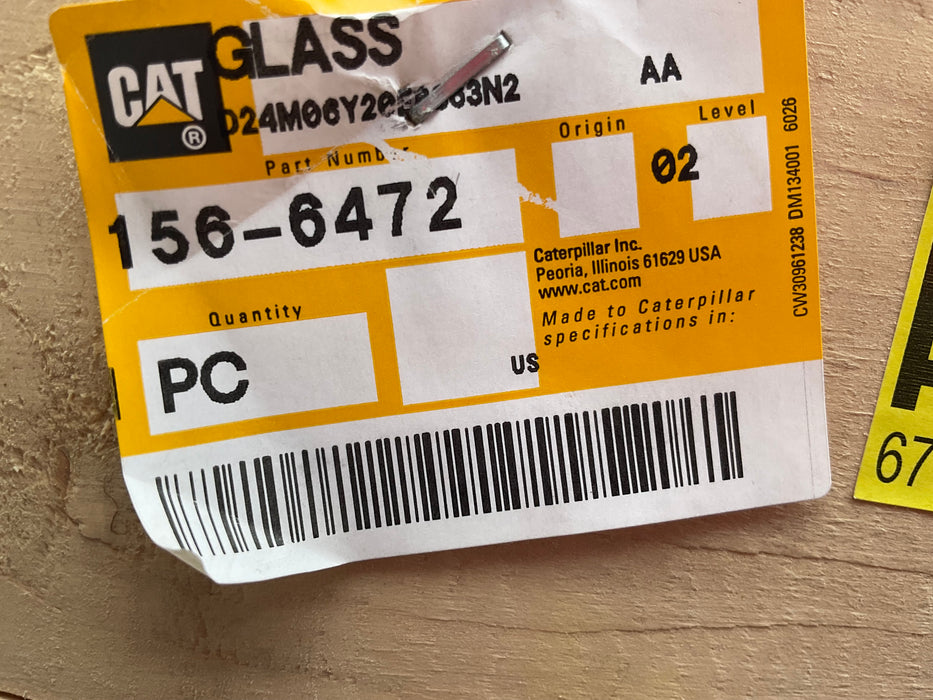 CAT
®
GLASS
AA
Part Number
156-6472
Origin
Level
02
Caterpillar Inc.
Peoria, Illinois 61629 USA
www.cat.com
Made to Caterpillar
specifications in:
Quantity
PC
US
CW30961238 DM134001 6026
67